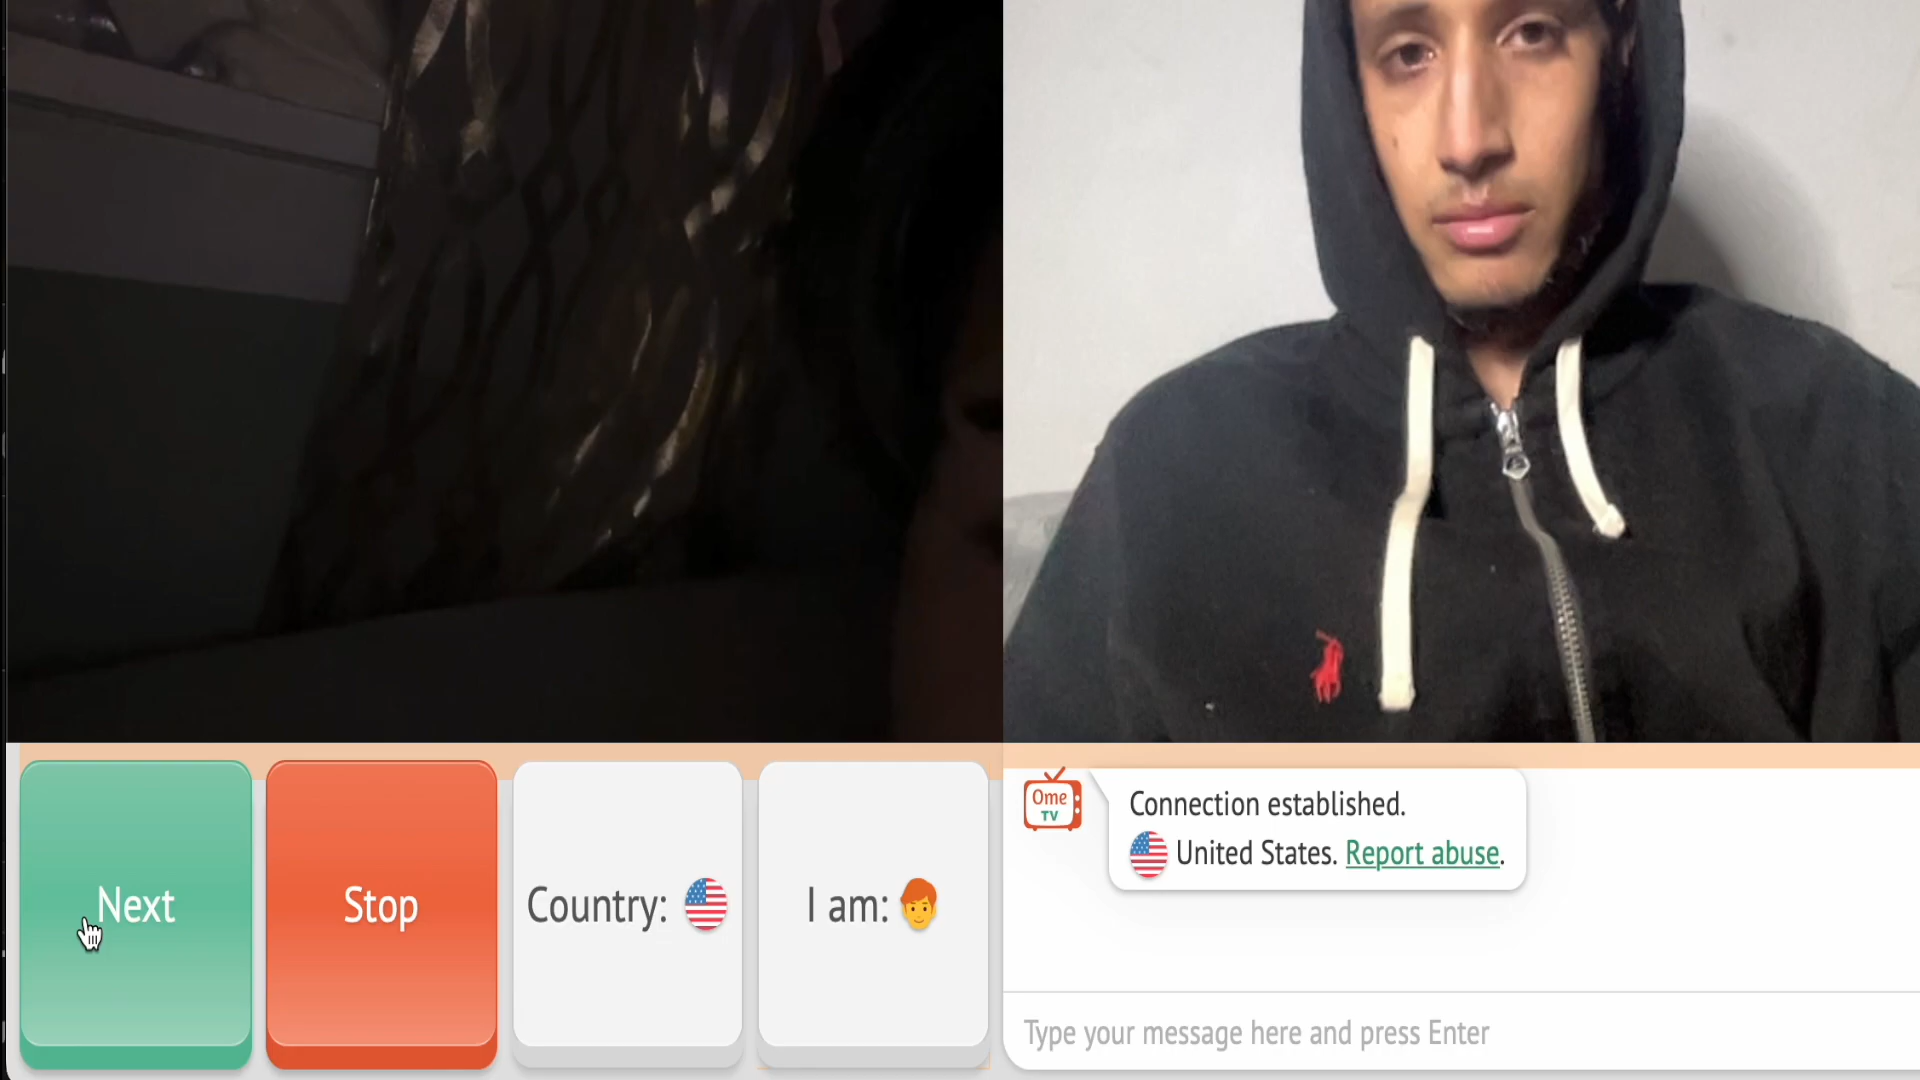 Next
Stop
Country:
I am:
Ome
TV
Connection established.
United States. Report abuse.
Type your message here and press Enter